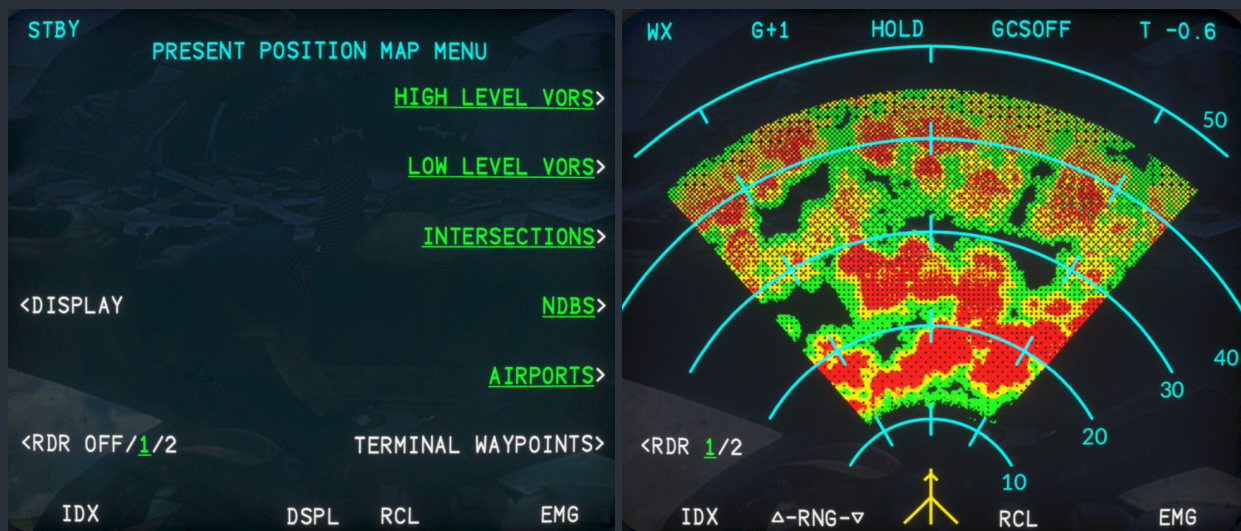 STBY
PRESENT POSITION MAP MENU
HIGH LEVEL VORS>
LOW LEVEL VORS>
INTERSECTIONS>
<DISPLAY
NDBS>
AIRPORTS>
<RDR OFF/1/2
TERMINAL WAYPOINTS>
IDX DSPL RCL EMG
WX G+1 HOLD GCSOFF T -0.6
50
40
30
20
10
<RDR 1/2
IDX △-RNG-▽ RCL EMG